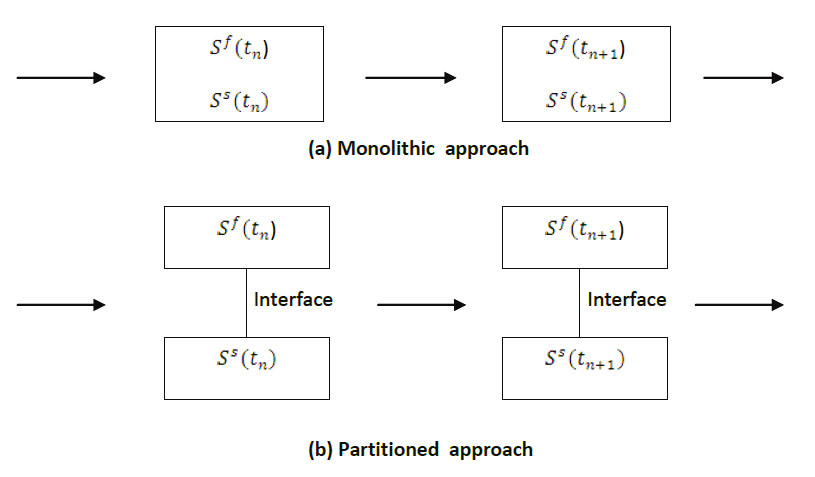 S^f(t_n) S^f(t_{n+1})
S^s(t_n) S^s(t_{n+1})
(a) Monolithic approach
S^f(t_n) S^f(t_{n+1})
Interface Interface
S^s(t_n) S^s(t_{n+1})
(b) Partitioned approach